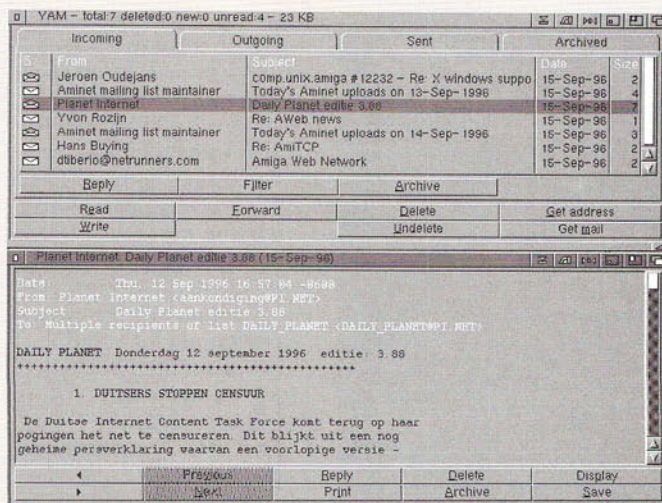 YAM – total:7 deleted:0 new:0 unread:4 – 23 KB
Incoming Outgoing Sent Archived
S: From Subject Date Size
Jeroen Oudejans comp.unix.amiga #12232 – Re: X windows suppo 15-Sep-96 2
Aminet mailing list maintainer Today's Aminet uploads on 13-Sep-1996 15-Sep-96 4
Planet Internet Daily Planet editie 3.88 15-Sep-96 7
Yvon Rozijn Re: AWeb news 15-Sep-96 1
Aminet mailing list maintainer Today's Aminet uploads on 14-Sep-1996 15-Sep-96 3
Hans Buying Re: AmiTCP 15-Sep-96 2
dtiberio@netrunners.com Amiga Web Network 15-Sep-96 2
Reply Filter Archive
Read Forward Delete Get address
Write Undelete Get mail
Planet Internet: Daily Planet editie 3.88 (15-Sep-96)
Date: Thu, 12 Sep 1996 16:57:04 -0600
From: Planet Internet <aankondiging@PI.NET>
Subject: Daily Planet editie 3.88
To: Multiple recipients of list DAILY_PLANET <DAILY_PLANET@PI.NET>
DAILY PLANET Donderdag 12 september 1996 editie: 3.88
++++++++++++++++++++++++++++++++++++++++++++++++++++
1. DUITSERS STOPPEN CENSUUR
De Duitse Internet Content Task Force komt terug op haar
pogingen het net te censureren. Dit blijkt uit een nog
geheime persverklaring waarvan een voorlopige versie -
Previous Reply Delete Display
Next Print Archive Save